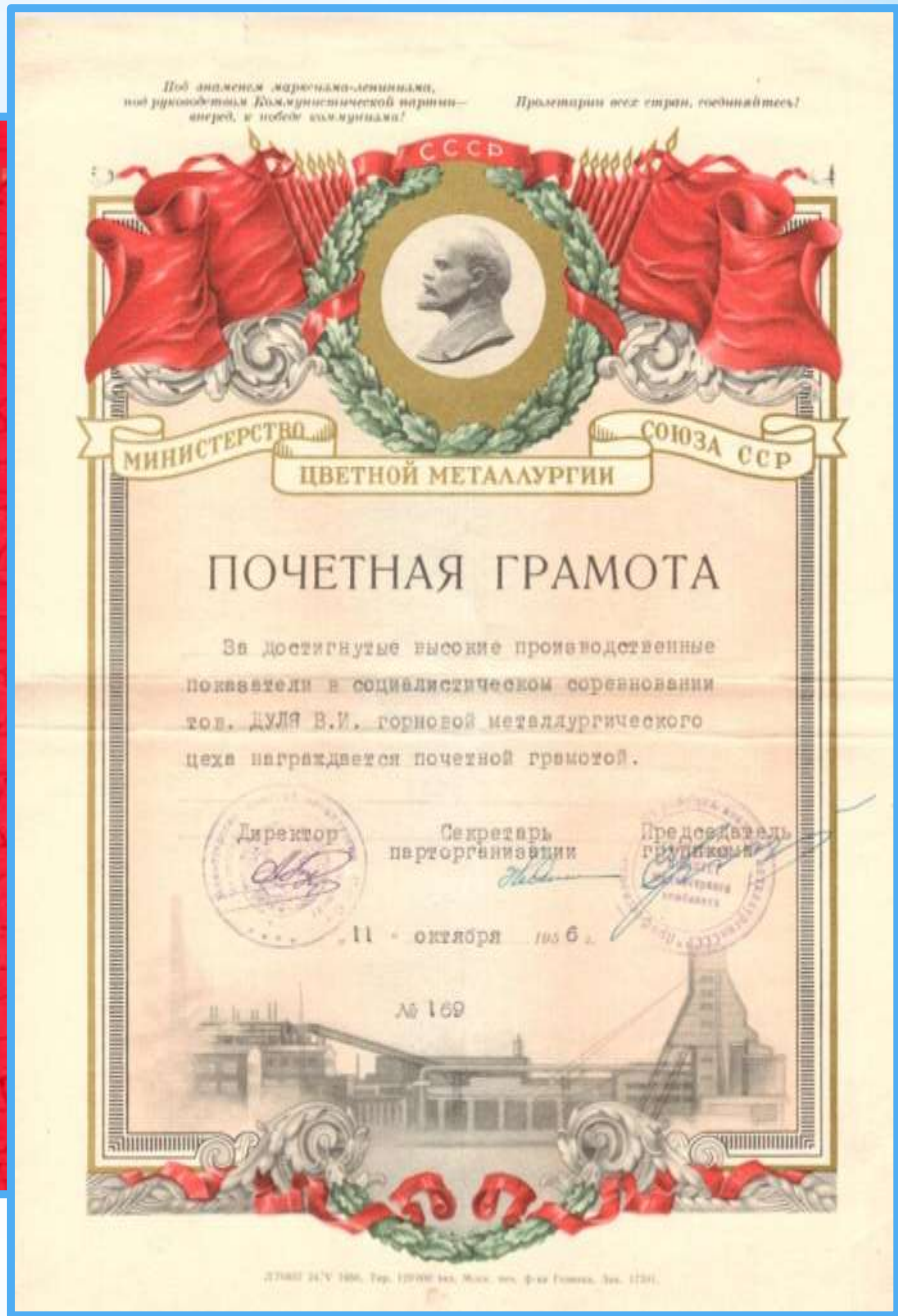 Под знаменем марксизма-ленинизма,
под руководством Коммунистической партии—
вперед, к победе коммунизма!
Пролетарии всех стран, соединяйтесь!
СССР
МИНИСТЕРСТВО
ЦВЕТНОЙ МЕТАЛЛУРГИИ
СОЮЗА ССР
ПОЧЕТНАЯ ГРАМОТА
За достигнутые высокие производственные
показатели в социалистическом соревновании
тов. ДУЛЯ В.И. горновой металлургического
цеха награждается почетной грамотой.
Директор Секретарь Председатель
парторганизации группкома
„11“ октября 1956 г.
№ 169